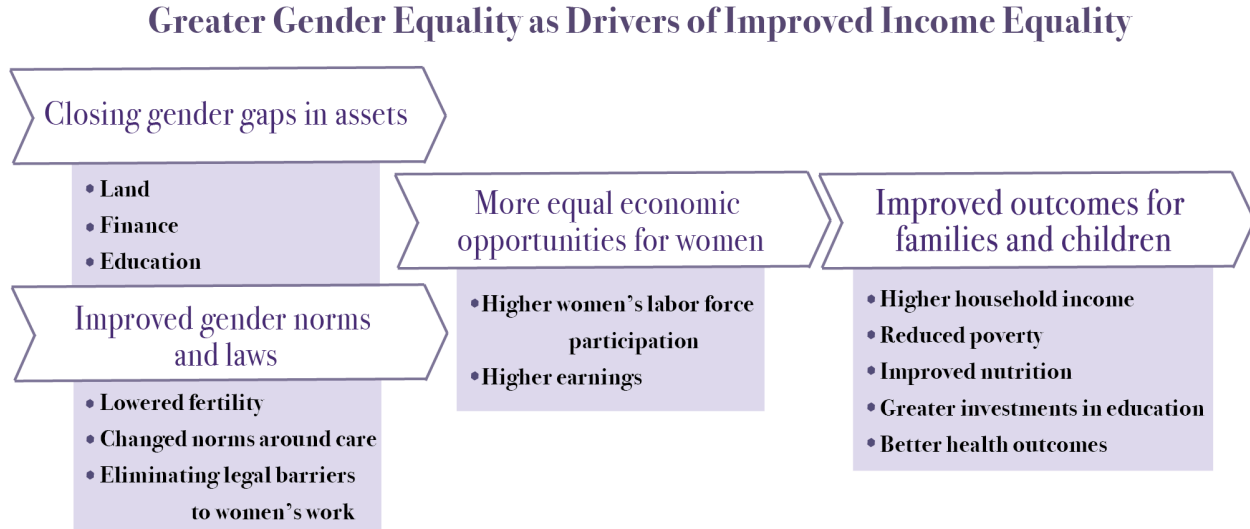 Greater Gender Equality as Drivers of Improved Income Equality
Closing gender gaps in assets
• Land
• Finance
• Education
Improved gender norms
and laws
• Lowered fertility
• Changed norms around care
• Eliminating legal barriers
to women's work
More equal economic
opportunities for women
• Higher women's labor force
participation
• Higher earnings
Improved outcomes for
families and children
• Higher household income
• Reduced poverty
• Improved nutrition
• Greater investments in education
• Better health outcomes